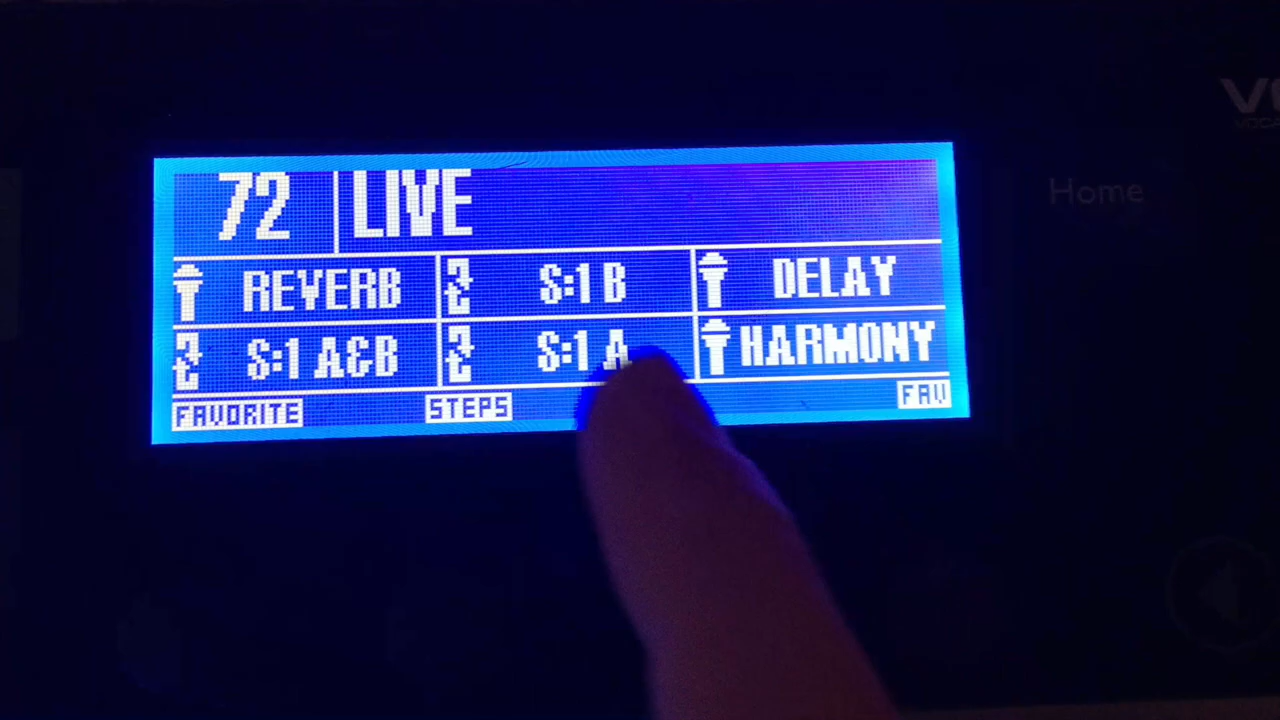 72 LIVE
REVERB S:1 B DELAY
S:1 A&B S:1 A HARMONY
FAVORITE STEPS FAV
Home